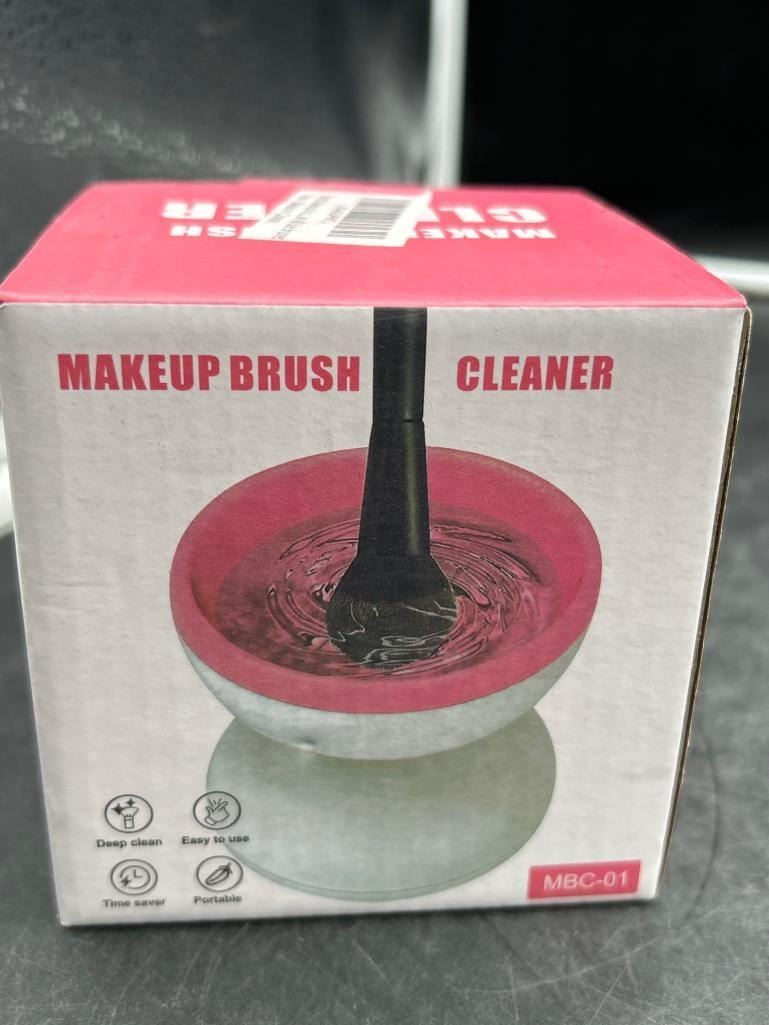 MAKEUP BRUSH CLEANER
Deep clean
Easy to use
Time saver
Portable
MBC-01